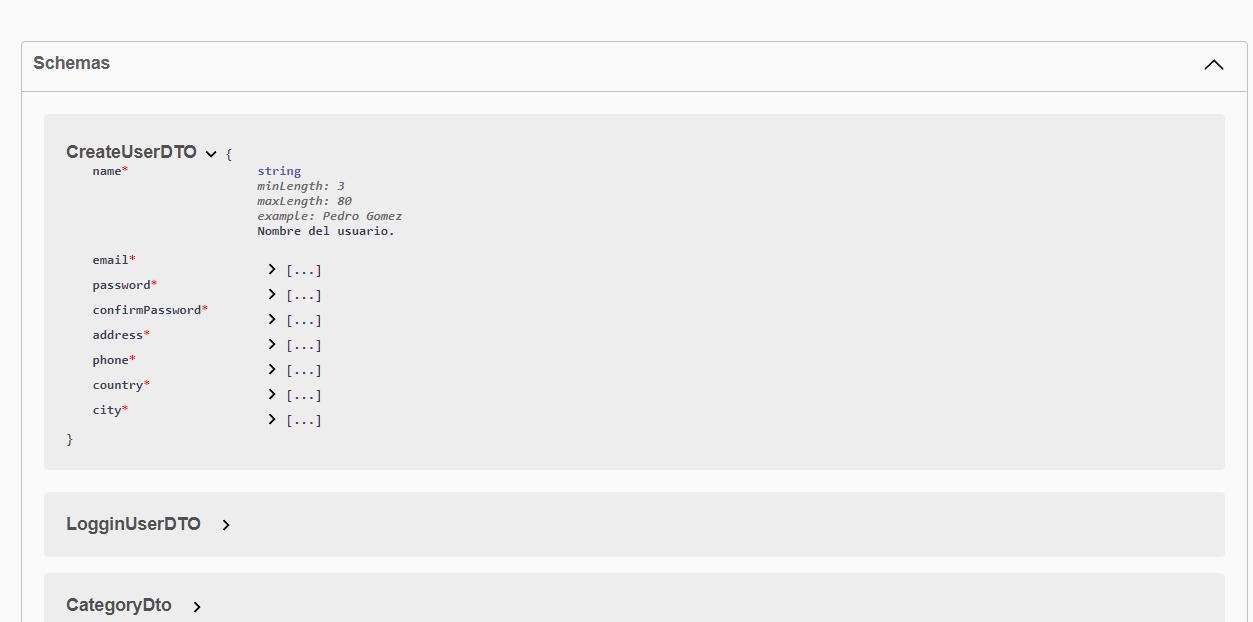 Schemas
CreateUserDTO {
name* string
minLength: 3
maxLength: 80
example: Pedro Gomez
Nombre del usuario.
email* [...]
password* [...]
confirmPassword* [...]
address* [...]
phone* [...]
country* [...]
city* [...]
}
LogginUserDTO
CategoryDto